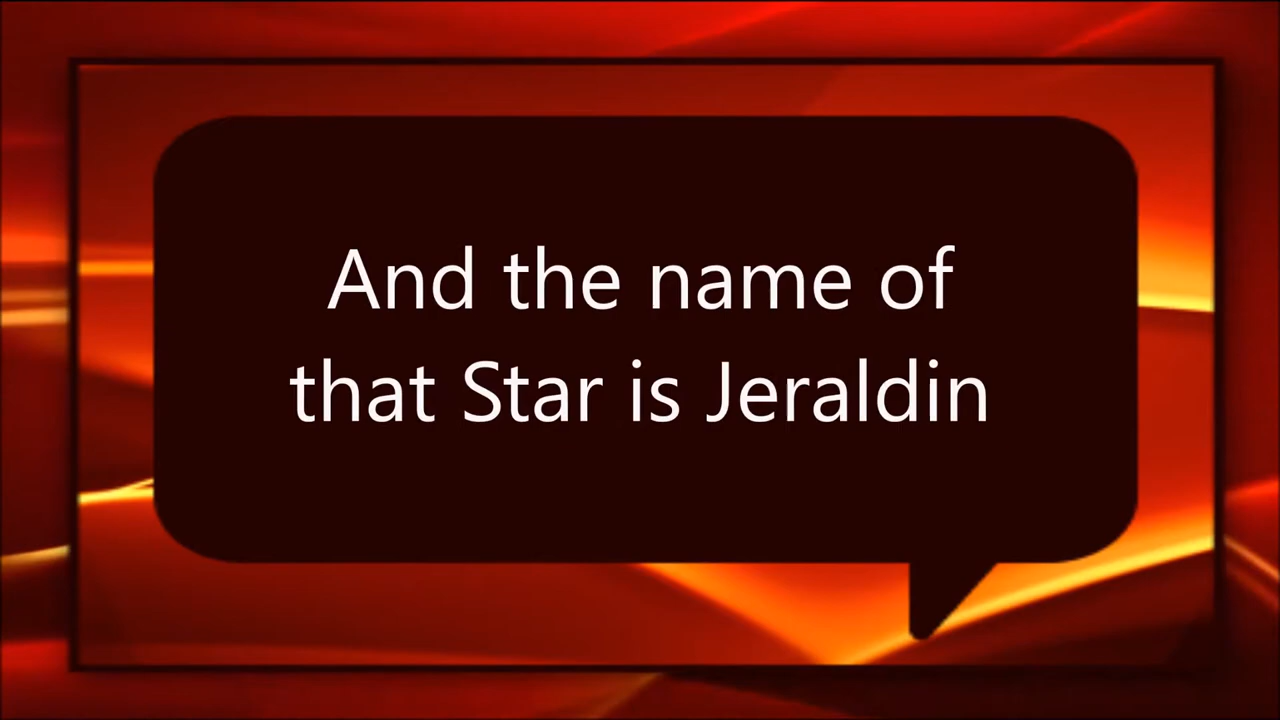 And the name of
that Star is Jeraldin